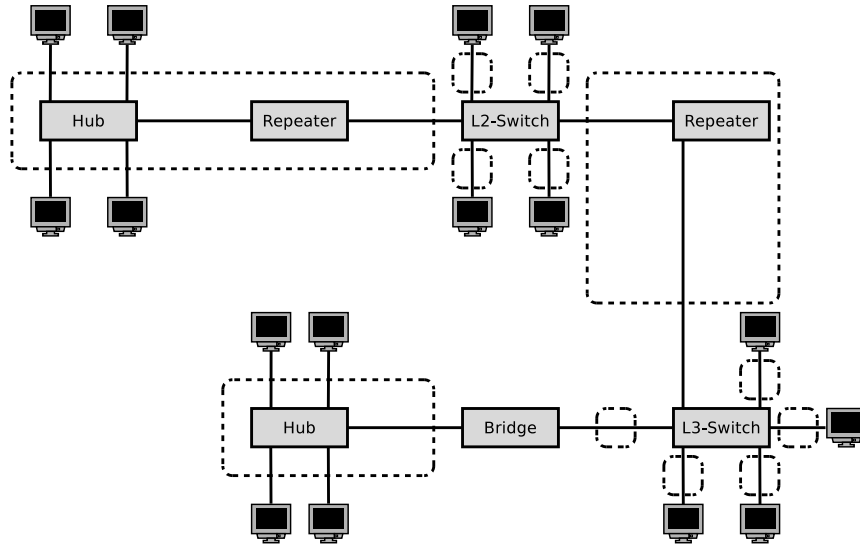 Hub
Repeater
L2-Switch
Repeater
Hub
Bridge
L3-Switch